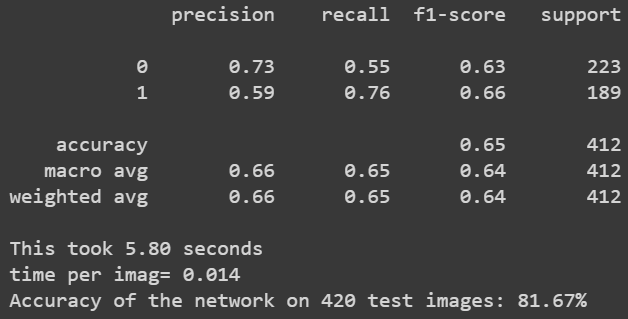 precision recall f1-score support
0 0.73 0.55 0.63 223
1 0.59 0.76 0.66 189
accuracy 0.65 412
macro avg 0.66 0.65 0.64 412
weighted avg 0.66 0.65 0.64 412
This took 5.80 seconds
time per imag= 0.014
Accuracy of the network on 420 test images: 81.67%